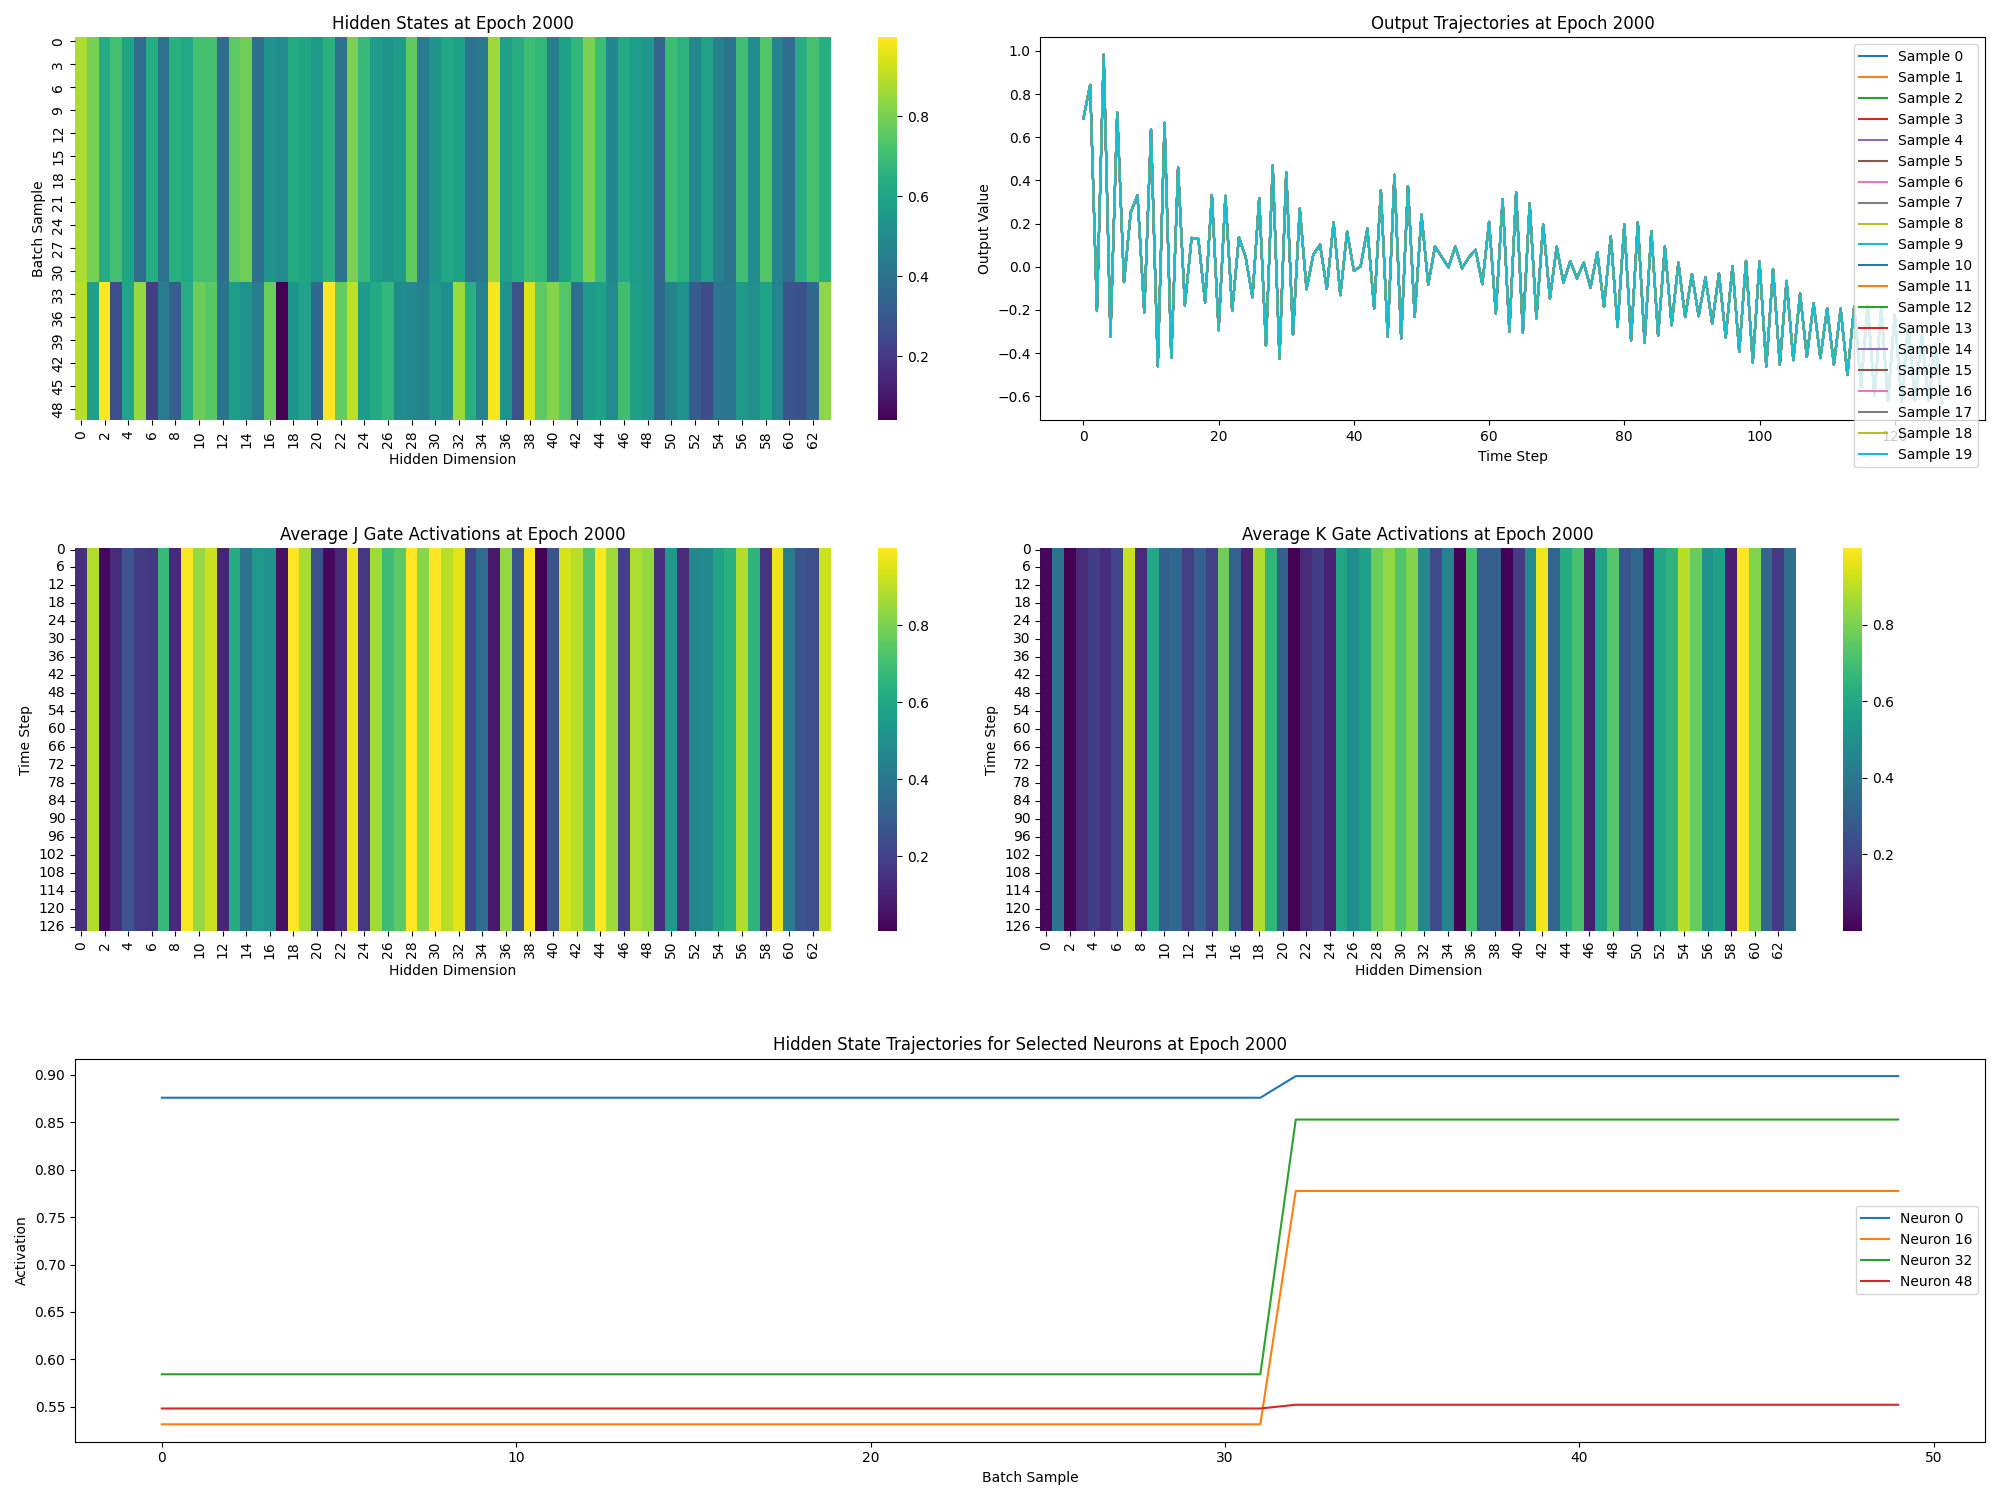 Hidden States at Epoch 2000
Batch Sample
0
3
6
9
12
15
18
21
24
27
30
33
36
39
42
45
48
0 2 4 6 8 10 12 14 16 18 20 22 24 26 28 30 32 34 36 38 40 42 44 46 48 50 52 54 56 58 60 62
Hidden Dimension
0.8
0.6
0.4
0.2
Output Trajectories at Epoch 2000
Output Value
1.0
0.8
0.6
0.4
0.2
0.0
−0.2
−0.4
−0.6
0 20 40 60 80 100 120
Time Step
Sample 0
Sample 1
Sample 2
Sample 3
Sample 4
Sample 5
Sample 6
Sample 7
Sample 8
Sample 9
Sample 10
Sample 11
Sample 12
Sample 13
Sample 14
Sample 15
Sample 16
Sample 17
Sample 18
Sample 19
Average J Gate Activations at Epoch 2000
Time Step
0
6
12
18
24
30
36
42
48
54
60
66
72
78
84
90
96
102
108
114
120
126
0 2 4 6 8 10 12 14 16 18 20 22 24 26 28 30 32 34 36 38 40 42 44 46 48 50 52 54 56 58 60 62
Hidden Dimension
0.8
0.6
0.4
0.2
Average K Gate Activations at Epoch 2000
Time Step
0
6
12
18
24
30
36
42
48
54
60
66
72
78
84
90
96
102
108
114
120
126
0 2 4 6 8 10 12 14 16 18 20 22 24 26 28 30 32 34 36 38 40 42 44 46 48 50 52 54 56 58 60 62
Hidden Dimension
0.8
0.6
0.4
0.2
Hidden State Trajectories for Selected Neurons at Epoch 2000
Activation
0.90
0.85
0.80
0.75
0.70
0.65
0.60
0.55
0 10 20 30 40 50
Batch Sample
Neuron 0
Neuron 16
Neuron 32
Neuron 48